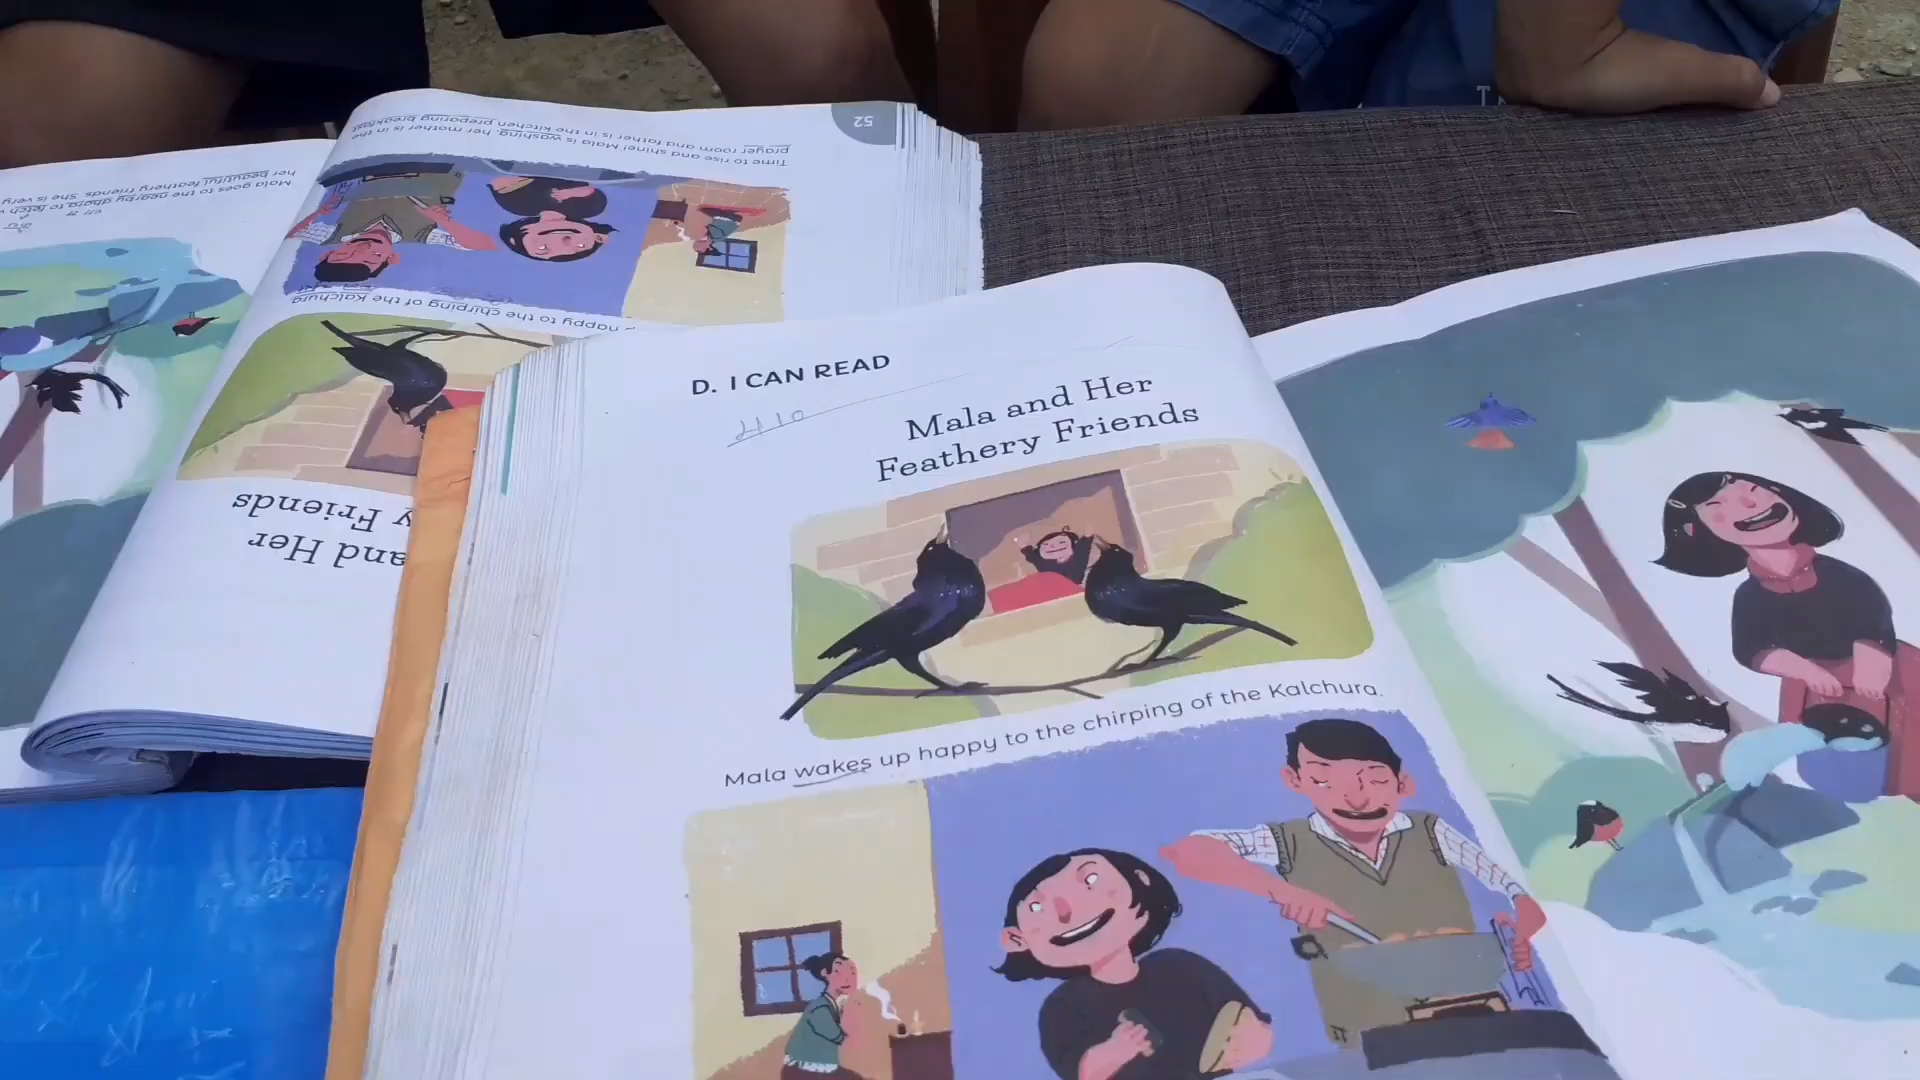 D. I CAN READ
Mala and Her
Feathery Friends
Mala wakes up happy to the chirping of the Kalchura.
52
Time to rise and shine! Mala is washing, her mother is in the
prayer room and father is in the kitchen preparing breakfast
happy to the chirping of the Kalchura
and Her
y Friends
Mala goes to the nearby dhara to fetch
her beautiful feathery friends. She is very